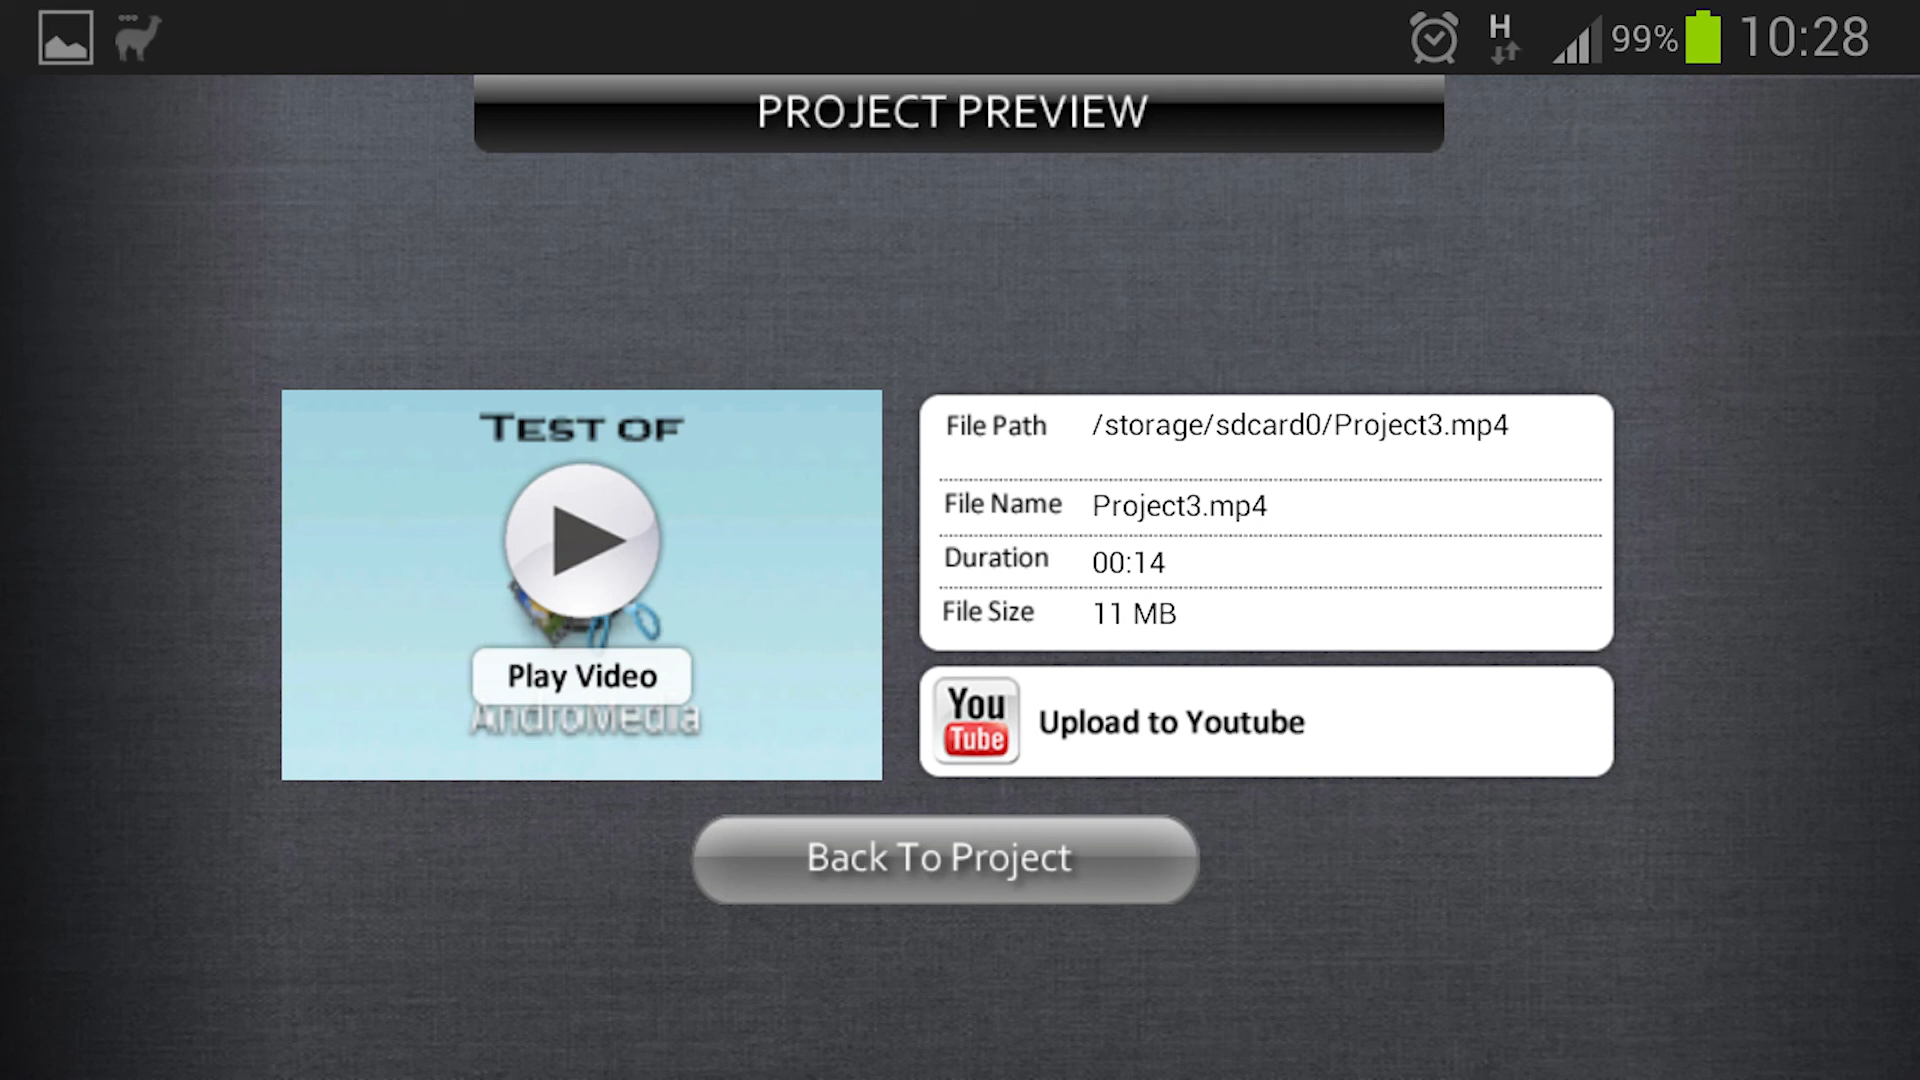 H 99% 10:28
PROJECT PREVIEW
TEST OF
Play Video
AndroMedia
File Path /storage/sdcard0/Project3.mp4
File Name Project3.mp4
Duration 00:14
File Size 11 MB
You
Tube
Upload to Youtube
Back To Project